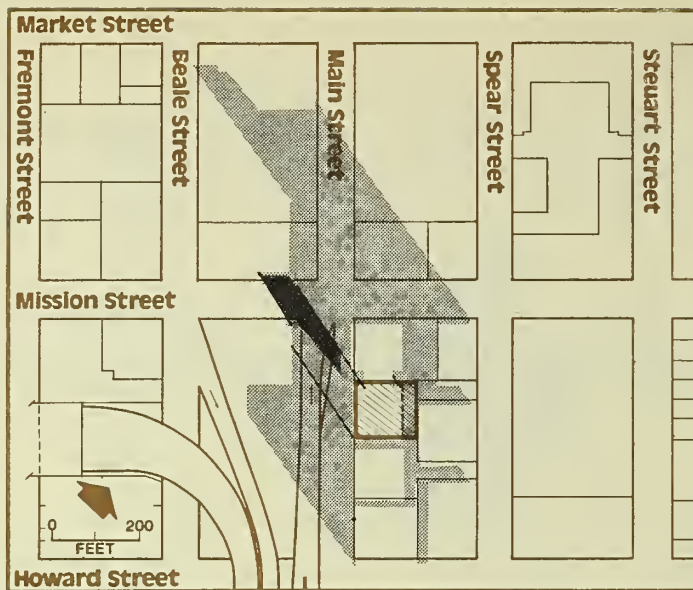 Market Street
Fremont Street
Beale Street
Main Street
Spear Street
Steuart Street
Mission Street
0 200
FEET
Howard Street